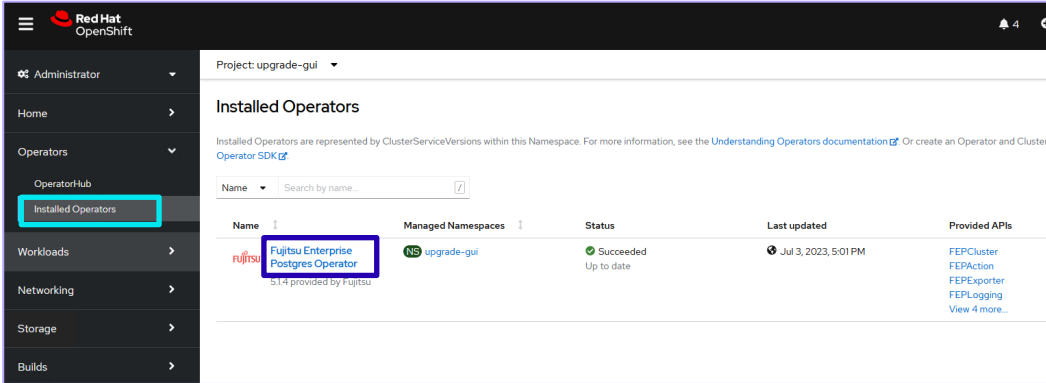 Red Hat
OpenShift
4
Administrator
Project: upgrade-gui
Home
Operators
OperatorHub
Installed Operators
Workloads
Networking
Storage
Builds
Installed Operators
Installed Operators are represented by ClusterServiceVersions within this Namespace. For more information, see the Understanding Operators documentation. Or create an Operator and Cluster
Operator SDK.
Name
Search by name...
/
Name Managed Namespaces Status Last updated Provided APIs
FUJITSU
Fujitsu Enterprise
Postgres Operator
5.1.4 provided by Fujitsu
NS upgrade-gui
Succeeded
Up to date
Jul 3, 2023, 5:01 PM
FEPCluster
FEPAction
FEPExporter
FEPLogging
View 4 more...